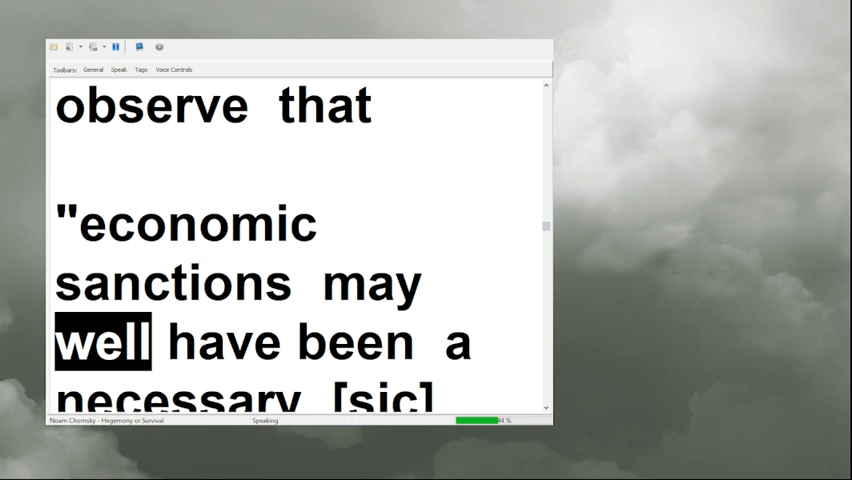 Toolbars: General Speak Tags Voice Controls
observe that
"economic
sanctions may
well have been a
necessary [sic]
Noam Chomsky - Hegemony or Survival Speaking 44 %